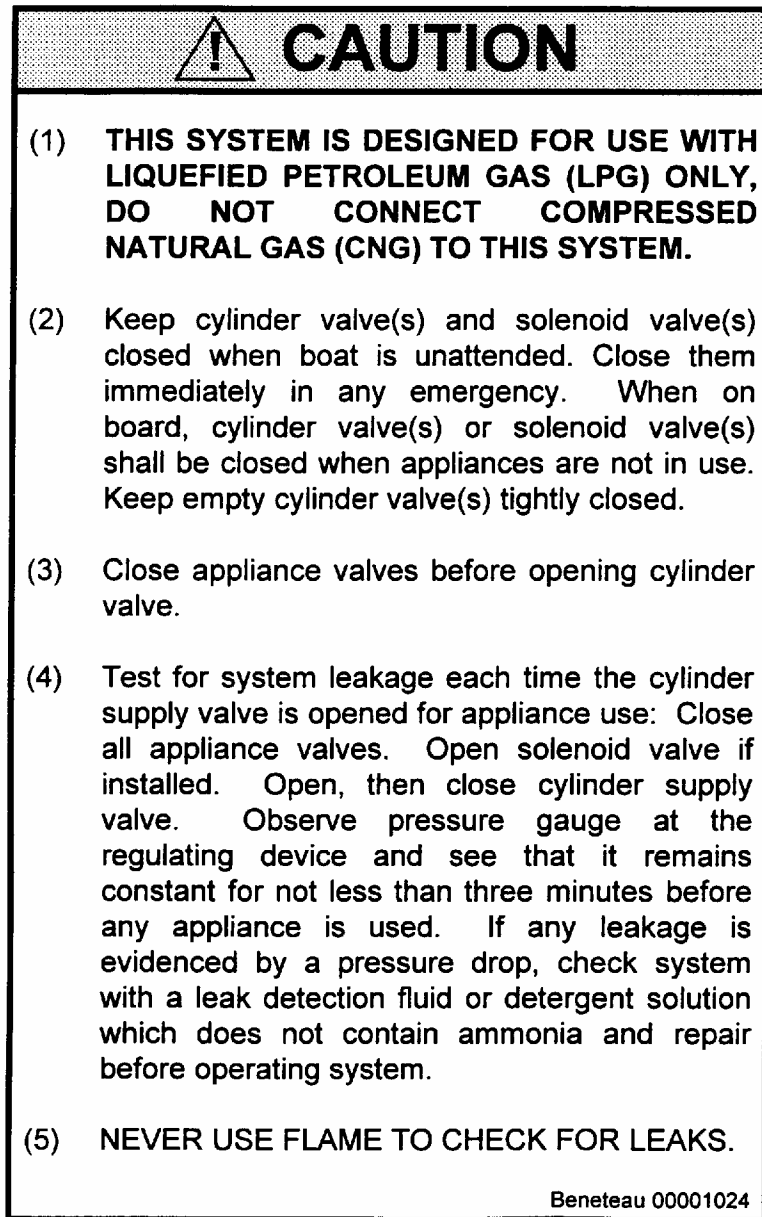 CAUTION
(1) THIS SYSTEM IS DESIGNED FOR USE WITH
LIQUEFIED PETROLEUM GAS (LPG) ONLY,
DO NOT CONNECT COMPRESSED
NATURAL GAS (CNG) TO THIS SYSTEM.
(2) Keep cylinder valve(s) and solenoid valve(s)
closed when boat is unattended. Close them
immediately in any emergency. When on
board, cylinder valve(s) or solenoid valve(s)
shall be closed when appliances are not in use.
Keep empty cylinder valve(s) tightly closed.
(3) Close appliance valves before opening cylinder
valve.
(4) Test for system leakage each time the cylinder
supply valve is opened for appliance use: Close
all appliance valves. Open solenoid valve if
installed. Open, then close cylinder supply
valve. Observe pressure gauge at the
regulating device and see that it remains
constant for not less than three minutes before
any appliance is used. If any leakage is
evidenced by a pressure drop, check system
with a leak detection fluid or detergent solution
which does not contain ammonia and repair
before operating system.
(5) NEVER USE FLAME TO CHECK FOR LEAKS.
Beneteau 00001024